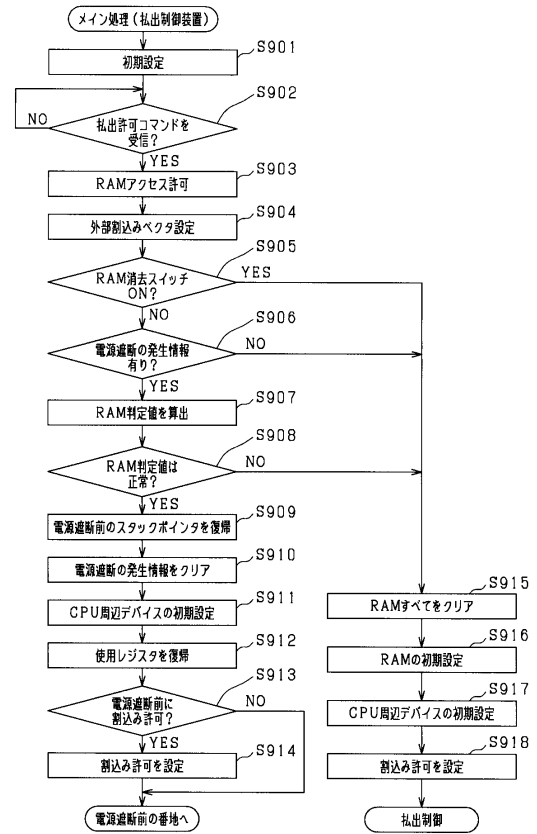 メイン処理(払出制御装置)
S901
初期設定
S902
NO
払出許可コマンドを
受信?
YES
S903
RAMアクセス許可
S904
外部割込みベクタ設定
S905
RAM消去スイッチ
ON?
YES
NO
S906
電源遮断の発生情報
有り?
NO
YES
S907
RAM判定値を算出
S908
RAM判定値は
正常?
NO
YES
S909
電源遮断前のスタックポインタを復帰
S910
電源遮断の発生情報をクリア
S911
CPU周辺デバイスの初期設定
S912
使用レジスタを復帰
S913
電源遮断前に
割込み許可?
NO
YES
S914
割込み許可を設定
電源遮断前の番地へ
S915
RAMすべてをクリア
S916
RAMの初期設定
S917
CPU周辺デバイスの初期設定
S918
割込み許可を設定
払出制御